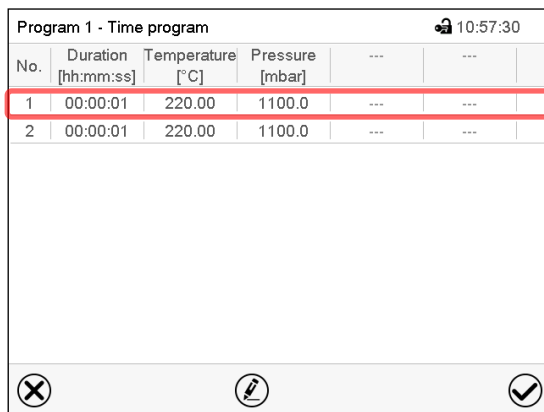 Program 1 - Time program 10:57:30
No. Duration [hh:mm:ss] Temperature [°C] Pressure [mbar] --- ---
1 00:00:01 220.00 1100.0 --- ---
2 00:00:01 220.00 1100.0 --- ---